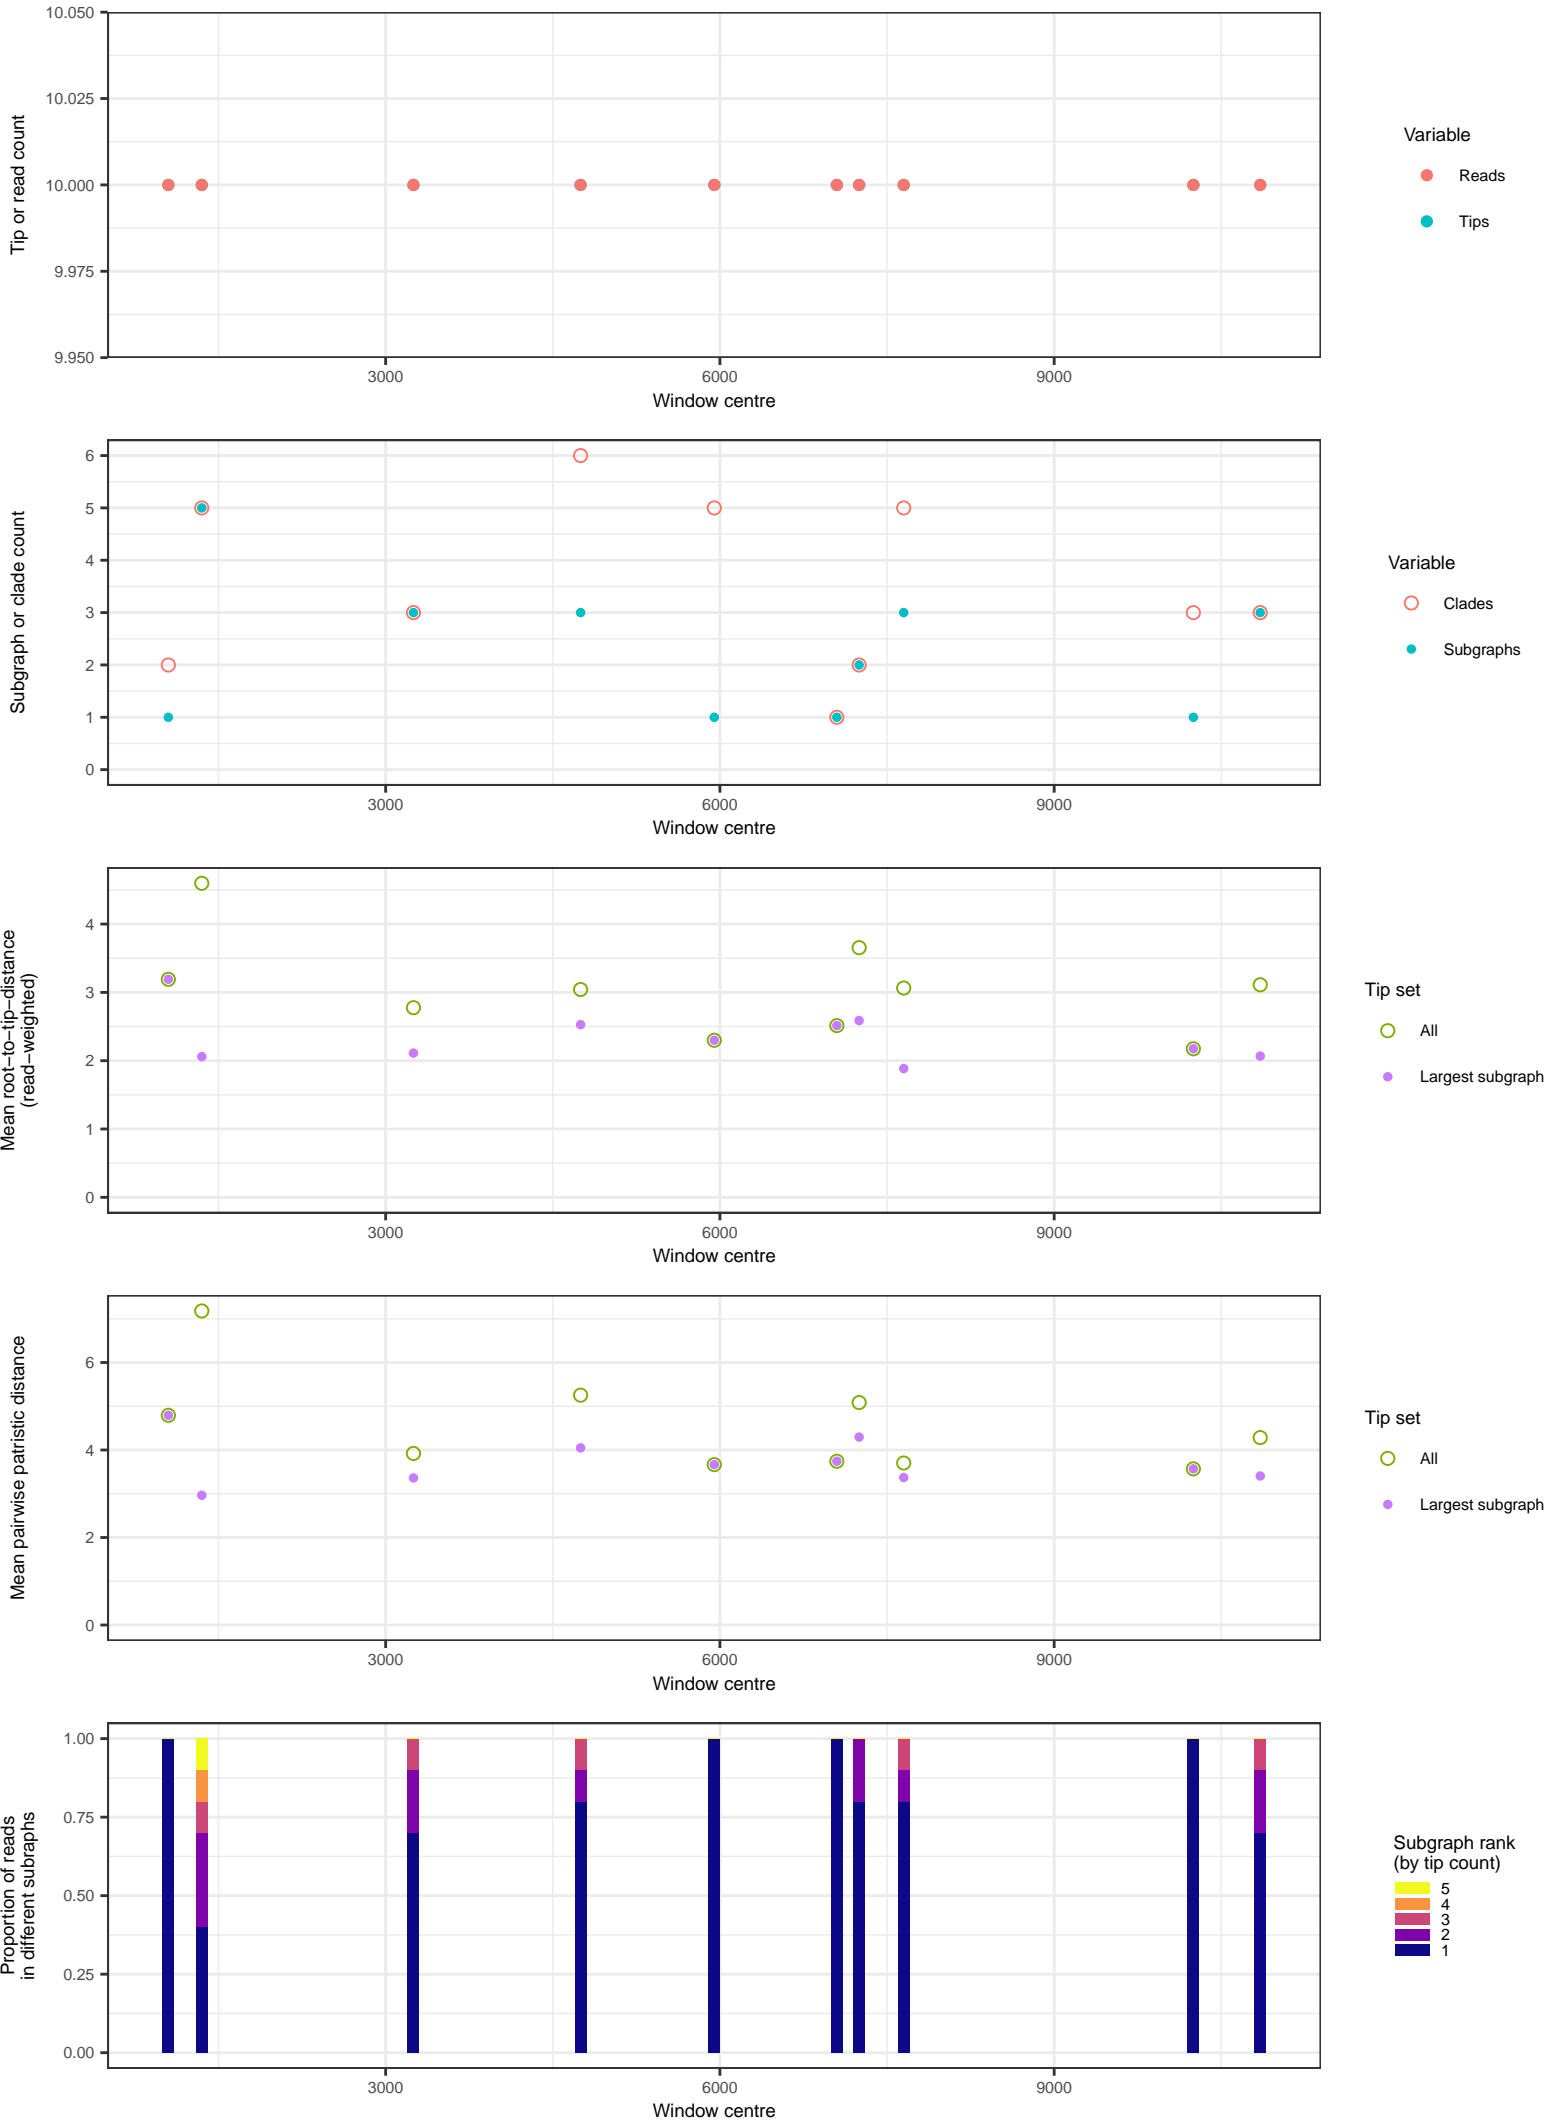 10.050
10.025
10.000
9.975
9.950
Tip or read count
3000
6000
9000
Window centre
Variable
Reads
Tips
6
5
4
3
2
1
0
Subgraph or clade count
3000
6000
9000
Window centre
Variable
Clades
Subgraphs
4
3
2
1
0
Mean root−to−tip−distance
(read−weighted)
3000
6000
9000
Window centre
Tip set
All
Largest subgraph
6
4
2
0
Mean pairwise patristic distance
3000
6000
9000
Window centre
Tip set
All
Largest subgraph
1.00
0.75
0.50
0.25
0.00
Proportion of reads
in different subraphs
3000
6000
9000
Window centre
Subgraph rank
(by tip count)
5
4
3
2
1